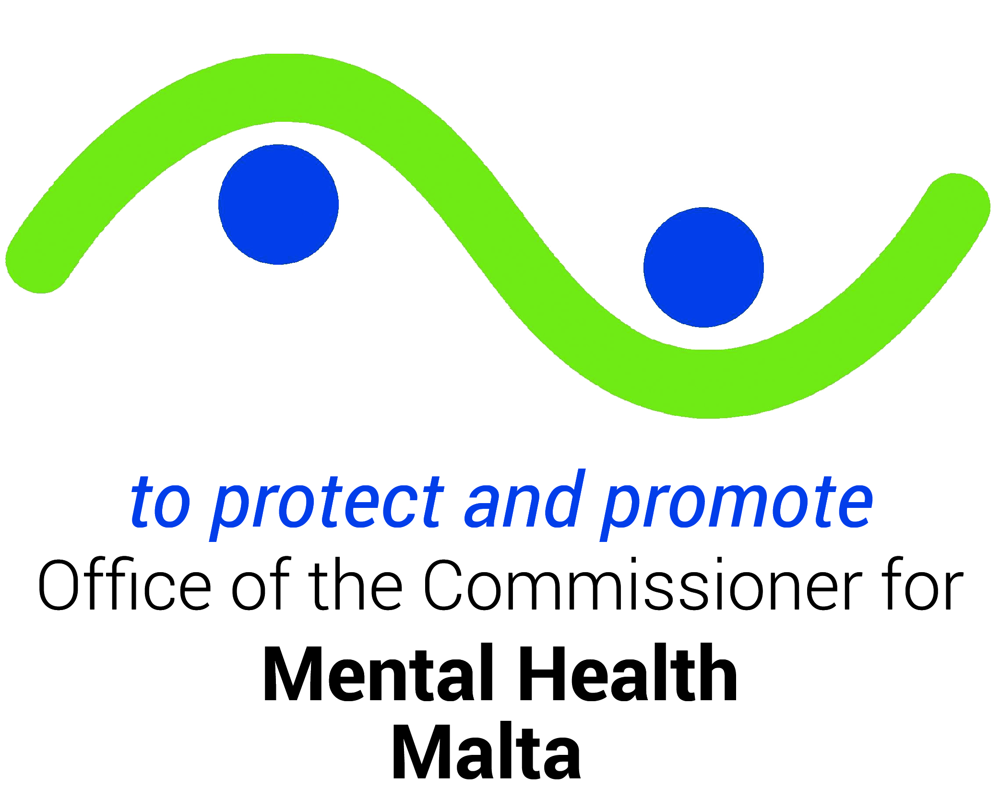 to protect and promote
Office of the Commissioner for
Mental Health
Malta